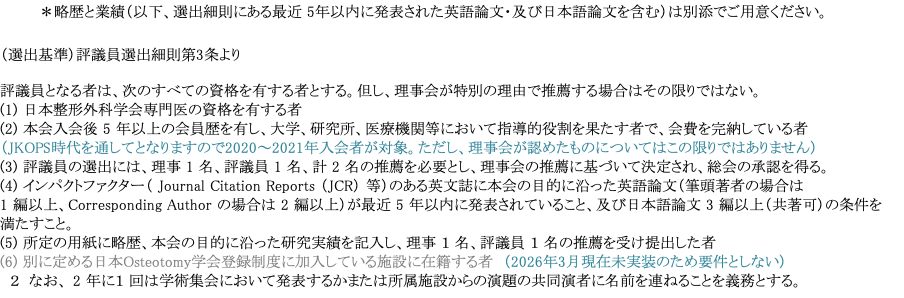 ＊略歴と業績（以下、選出細則にある最近 5年以内に発表された英語論文・及び日本語論文を含む）は別添でご用意ください。
（選出基準）評議員選出細則第3条より
評議員となる者は、次のすべての資格を有する者とする。但し、理事会が特別の理由で推薦する場合はその限りではない。
(1) 日本整形外科学会専門医の資格を有する者
(2) 本会入会後 5 年以上の会員歴を有し、大学、研究所、医療機関等において指導的役割を果たす者で、会費を完納している者
（JKOPS時代を通してとなりますので2020～2021年入会者が対象。ただし、理事会が認めたものについてはこの限りではありません）
(3) 評議員の選出には、理事 1 名、評議員 1 名、計 2 名の推薦を必要とし、理事会の推薦に基づいて決定され、総会の承認を得る。
(4) インパクトファクター（ Journal Citation Reports （JCR） 等）のある英文誌に本会の目的に沿った英語論文（筆頭著者の場合は
1 編以上、Corresponding Author の場合は 2 編以上）が最近 5 年以内に発表されていること、及び日本語論文 3 編以上（共著可）の条件を
満たすこと。
(5) 所定の用紙に略歴、本会の目的に沿った研究実績を記入し、理事 1 名、評議員 1 名の推薦を受け提出した者
(6) 別に定める日本Osteotomy学会登録制度に加入している施設に在籍する者 （2026年3月現在未実装のため要件としない）
２ なお、 2 年に1 回は学術集会において発表するかまたは所属施設からの演題の共同演者に名前を連ねることを義務とする。